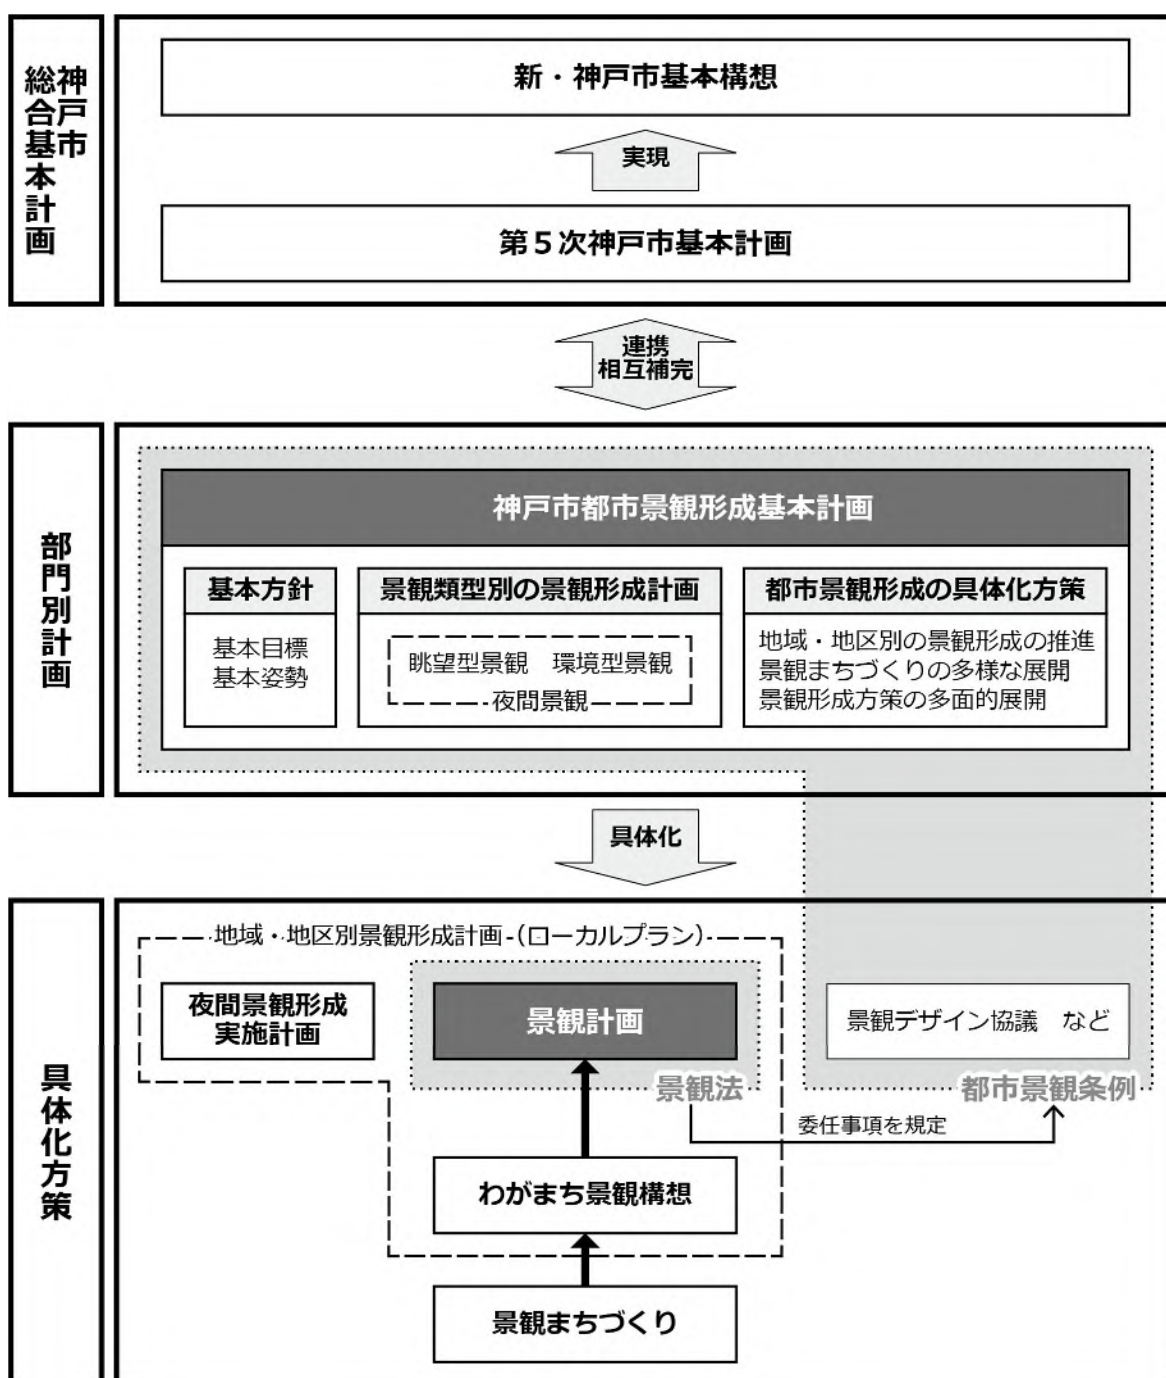 神戸市
総合基本計画
新・神戸市基本構想
実現
第５次神戸市基本計画
連携
相互補完
部門別計画
神戸市都市景観形成基本計画
基本方針
基本目標
基本姿勢
景観類型別の景観形成計画
眺望型景観　環境型景観
夜間景観
都市景観形成の具体化方策
地域・地区別の景観形成の推進
景観まちづくりの多様な展開
景観形成方策の多面的展開
具体化
具体化方策
地域・地区別景観形成計画（ローカルプラン）
夜間景観形成
実施計画
景観計画
景観法
景観デザイン協議　など
都市景観条例
委任事項を規定
わがまち景観構想
景観まちづくり